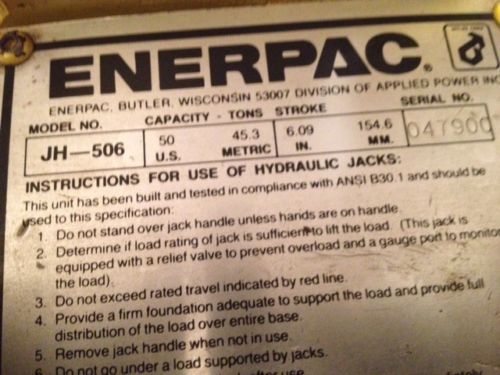 ENERPAC®
ENERPAC, BUTLER, WISCONSIN 53007 DIVISION OF APPLIED POWER INC
MODEL NO. CAPACITY - TONS STROKE SERIAL NO.
JH-506 50 U.S. 45.3 METRIC 6.09 IN. 154.6 MM. 047900
INSTRUCTIONS FOR USE OF HYDRAULIC JACKS:
This unit has been built and tested in compliance with ANSI B30.1 and should be
used to this specification:
1. Do not stand over jack handle unless hands are on handle.
2. Determine if load rating of jack is sufficient to lift the load. (This jack is
equipped with a relief valve to prevent overload and a gauge port to monitor
the load).
3. Do not exceed rated travel indicated by red line.
4. Provide a firm foundation adequate to support the load and provide full
distribution of the load over entire base.
5. Remove jack handle when not in use.
6. Do not go under a load supported by jacks.
after use